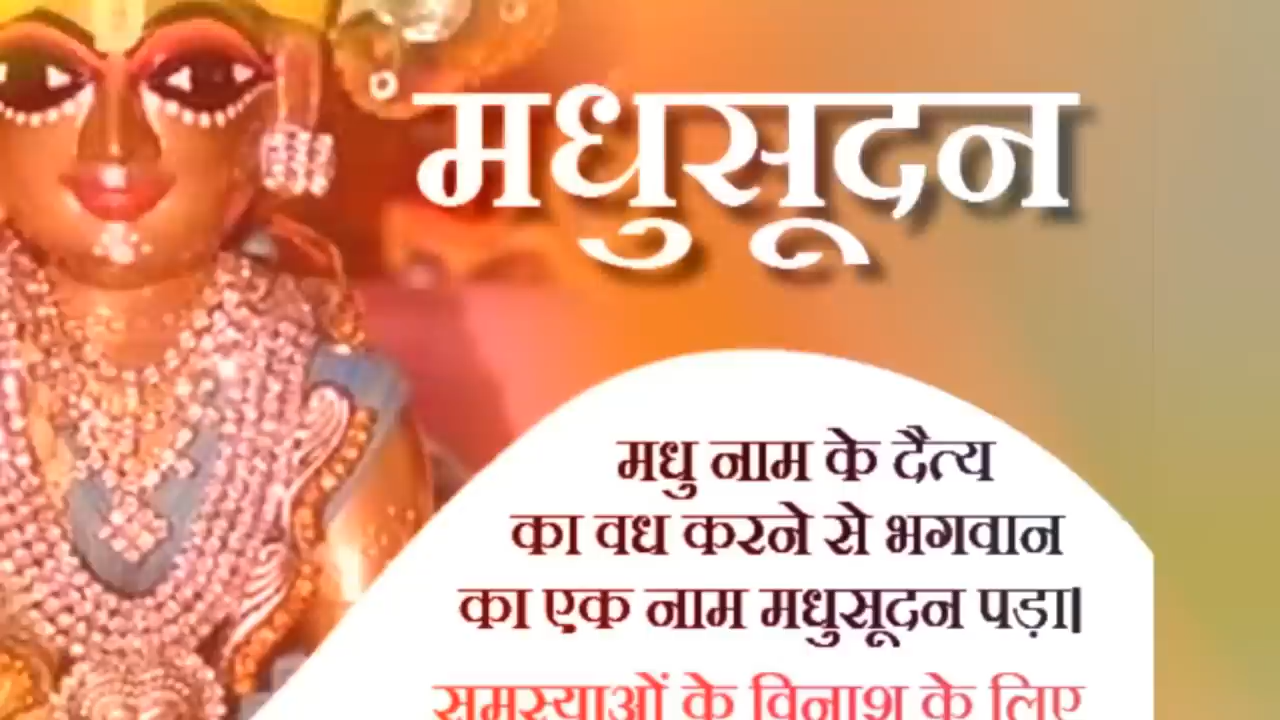 मधुसूदन
मधु नाम के दैत्य
का वध करने से भगवान
का एक नाम मधुसूदन पड़ा।
समस्याओं के विनाश के लिए